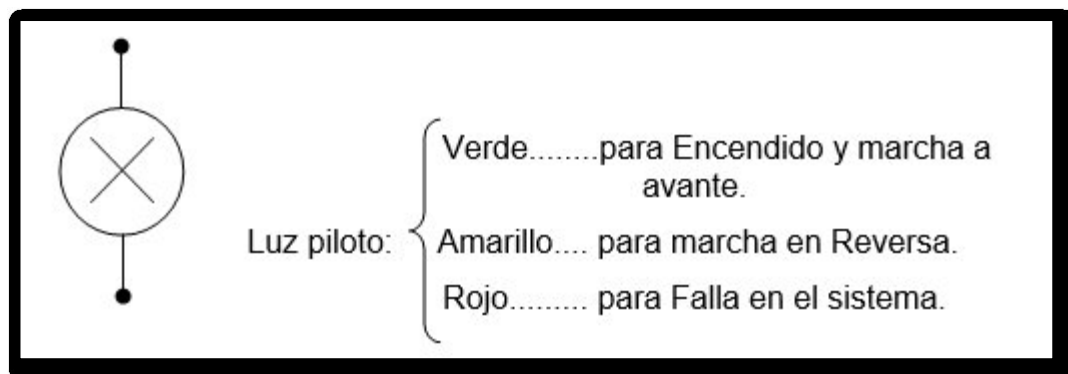 Verde........para Encendido y marcha a
avante.
Luz piloto:
Amarillo.... para marcha en Reversa.
Rojo......... para Falla en el sistema.